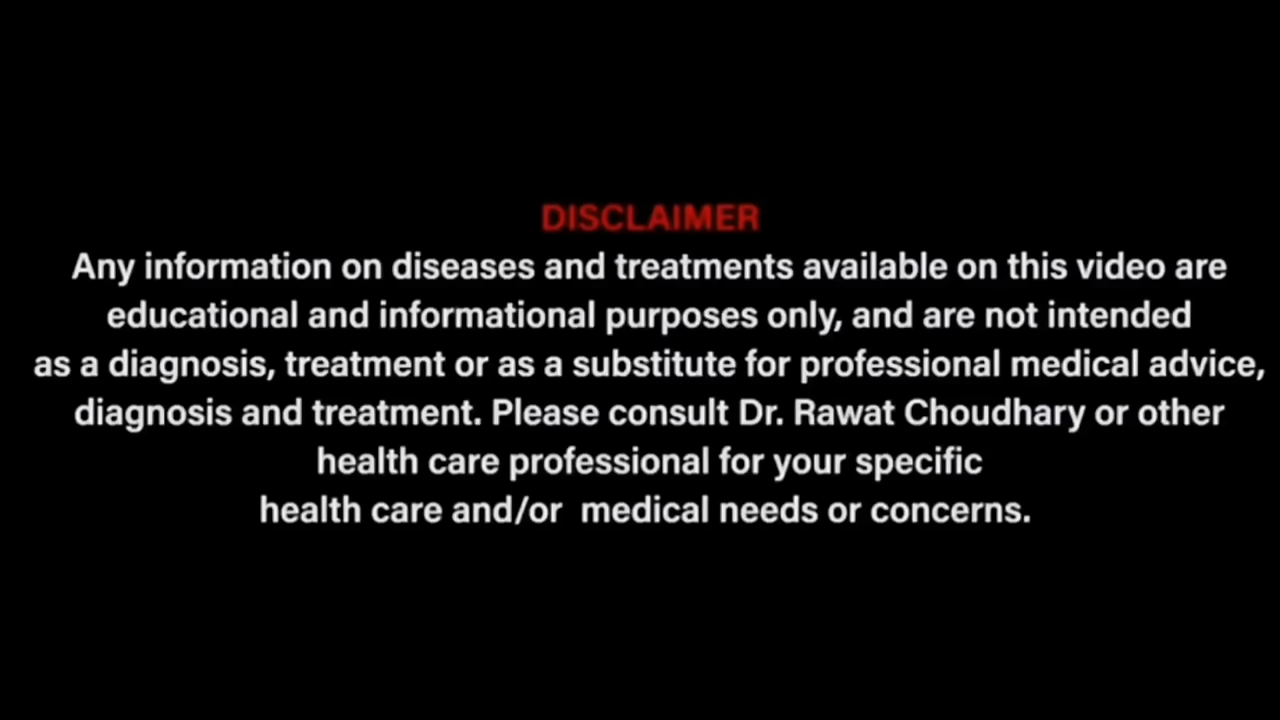 DISCLAIMER
Any information on diseases and treatments available on this video are
educational and informational purposes only, and are not intended
as a diagnosis, treatment or as a substitute for professional medical advice,
diagnosis and treatment. Please consult Dr. Rawat Choudhary or other
health care professional for your specific
health care and/or  medical needs or concerns.